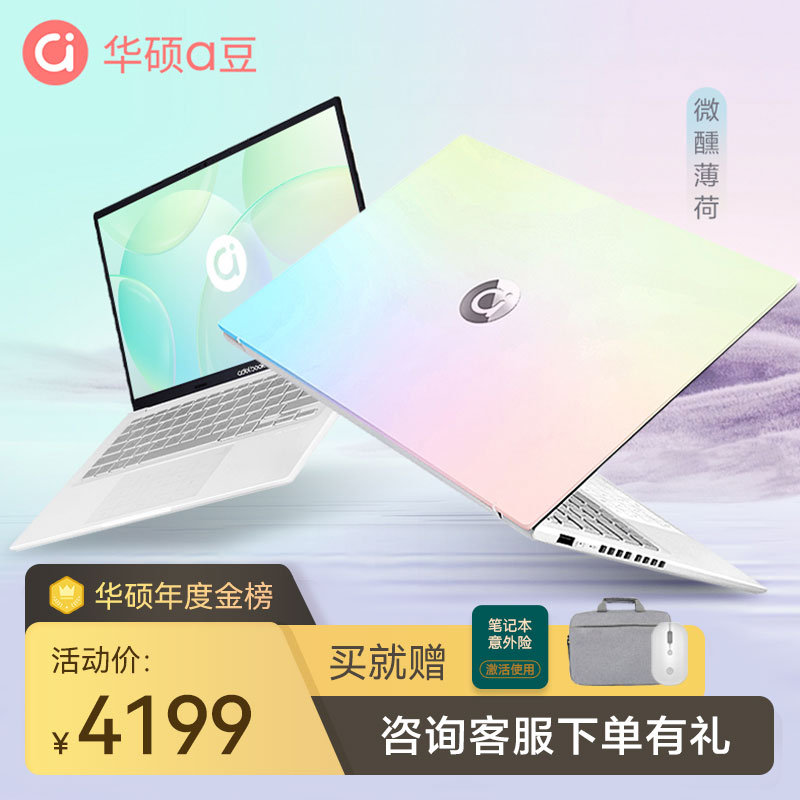 华硕a豆
微醺薄荷
adolbook
华硕年度金榜
活动价:
¥4199
买就赠
笔记本
意外险
激活使用
咨询客服下单有礼